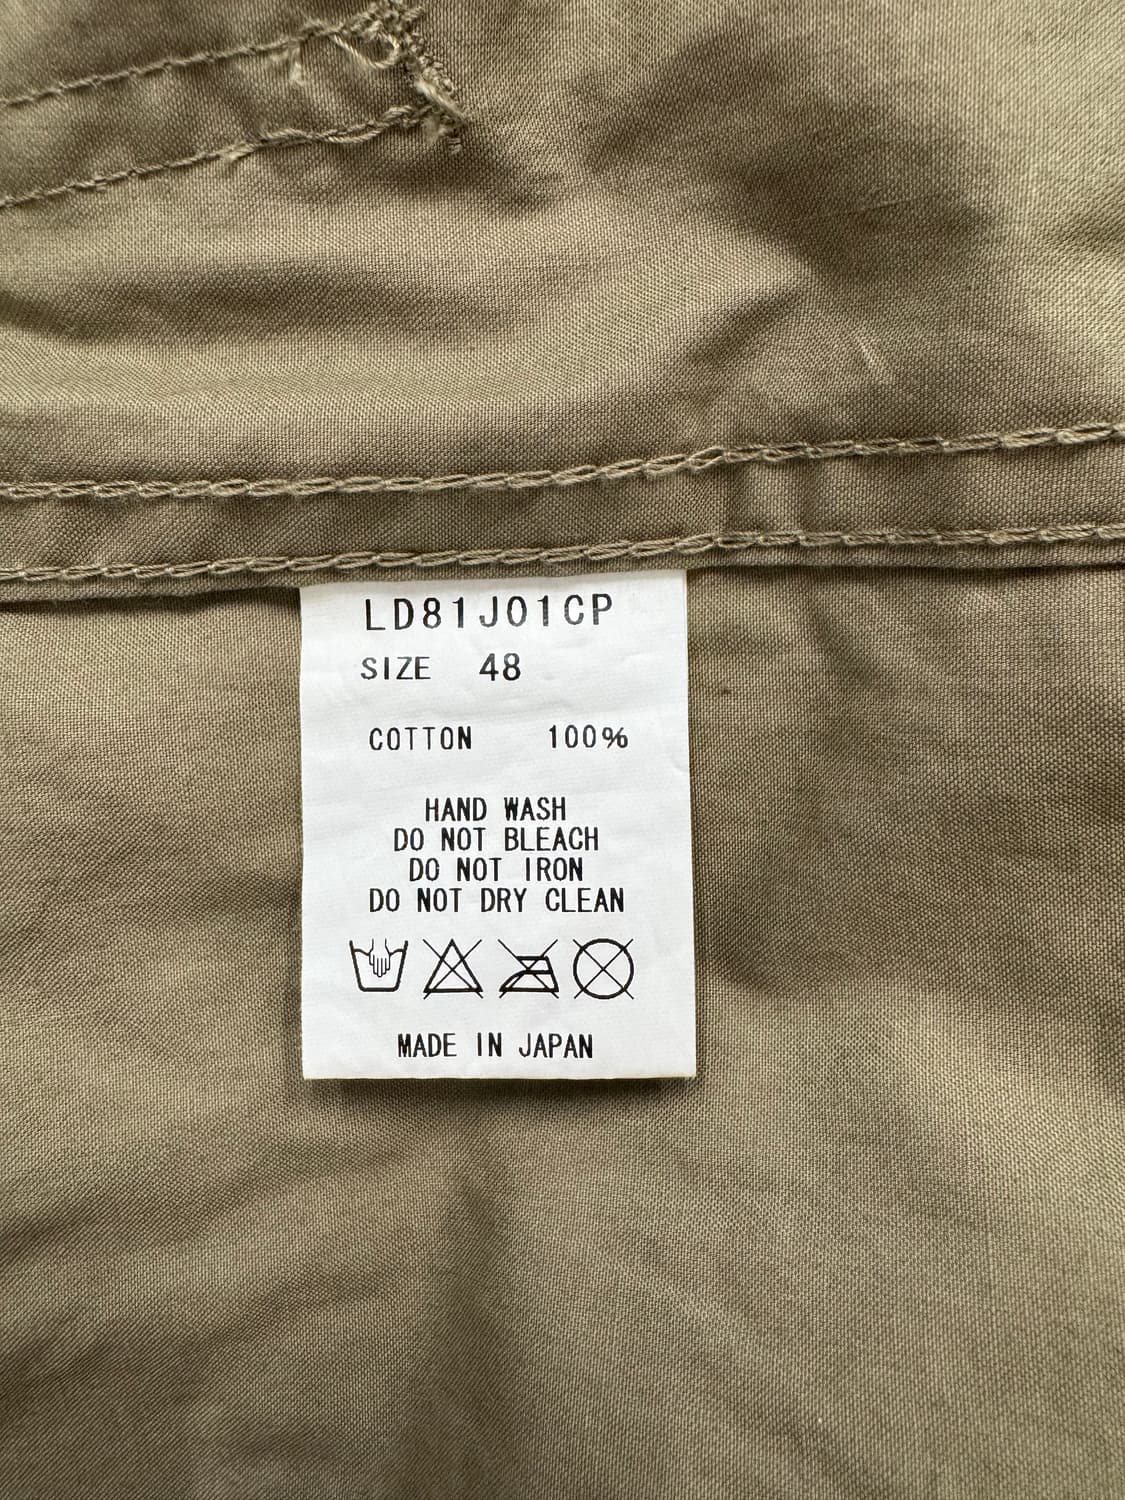 LD81J01CP
SIZE 48
COTTON 100%
HAND WASH
DO NOT BLEACH
DO NOT IRON
DO NOT DRY CLEAN
MADE IN JAPAN